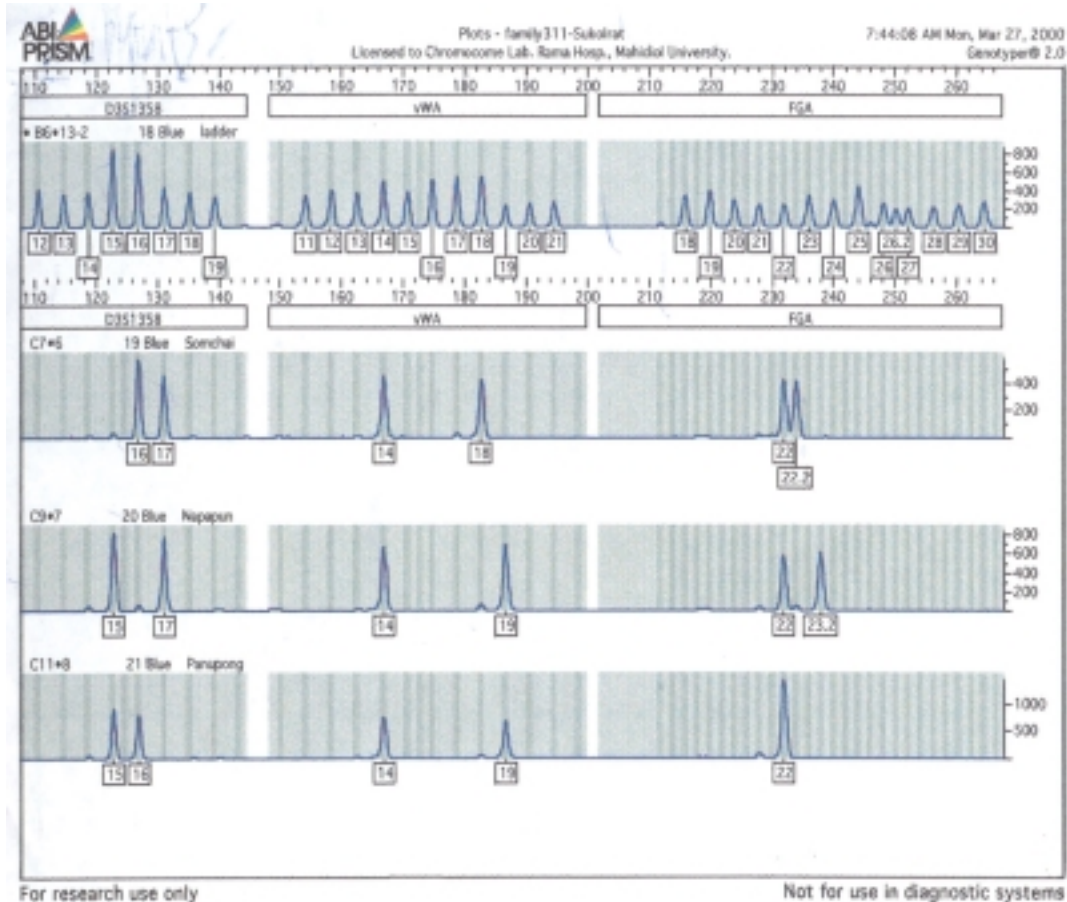 ABI
PRISM
Plots - family311-Sukolrat
Licensed to Chromocome Lab. Rama Hosp., Mahidiol University.
7:44:08 AM Mon, Mar 27, 2000
Genotyper® 2.0
110 120 130 140 150 160 170 180 190 200 210 220 230 240 250 260
D3S1358 vWA FGA
* B6*13-2 18 Blue ladder
800
600
400
200
12 13 15 16 17 18 11 12 13 14 15 17 18 20 21 18 20 21 23 25 26.2 28 29 30
14 19 16 19 19 22 24 26 27
110 120 130 140 150 160 170 180 190 200 210 220 230 240 250 260
D3S1358 vWA FGA
C7*6 19 Blue Somchai
400
200
16 17 14 18 22
22.2
C9*7 20 Blue Napapun
800
600
400
200
15 17 14 19 22 23.2
C11*8 21 Blue Panupong
1000
500
15 16 14 19 22
For research use only
Not for use in diagnostic systems